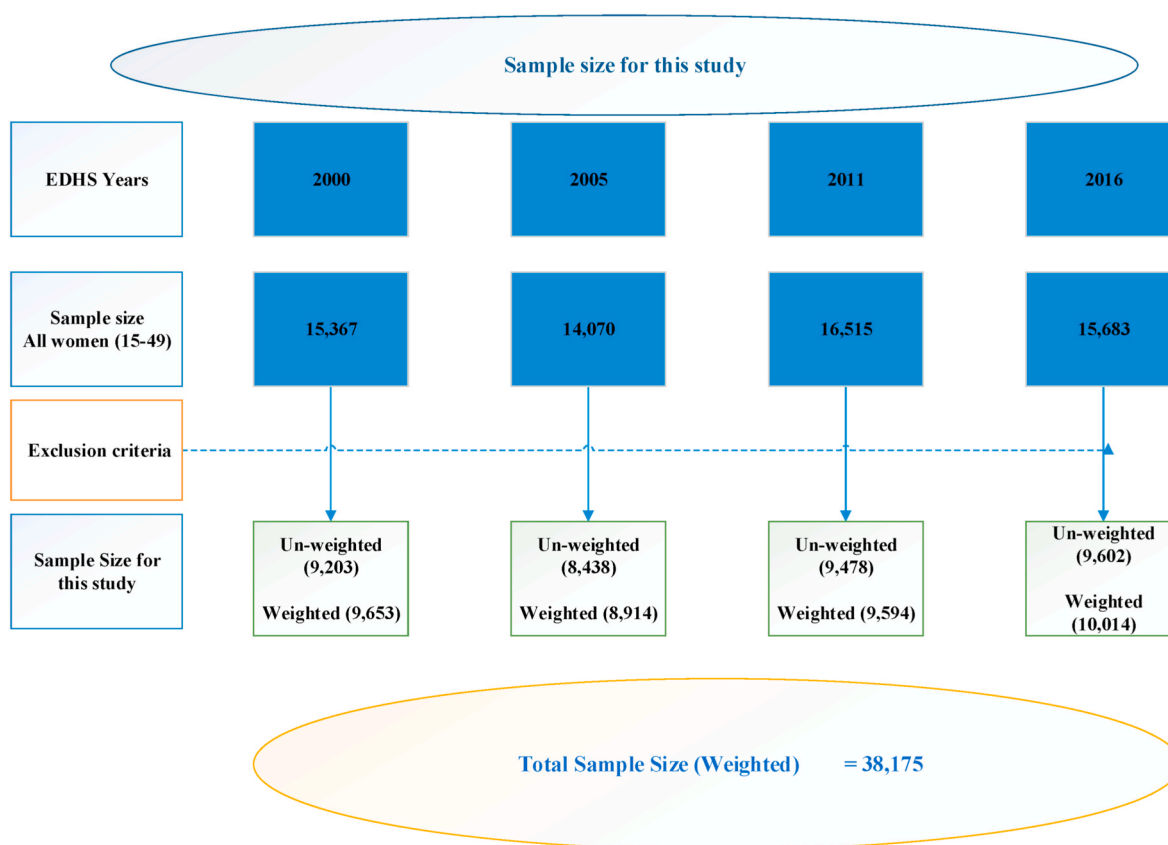 Sample size for this study
EDHS Years
2000
2005
2011
2016
Sample size
All women (15-49)
15,367
14,070
16,515
15,683
Exclusion criteria
Sample Size for
this study
Un-weighted
(9,203)
Weighted (9,653)
Un-weighted
(8,438)
Weighted (8,914)
Un-weighted
(9,478)
Weighted (9,594)
Un-weighted
(9,602)
Weighted
(10,014)
Total Sample Size (Weighted) = 38,175